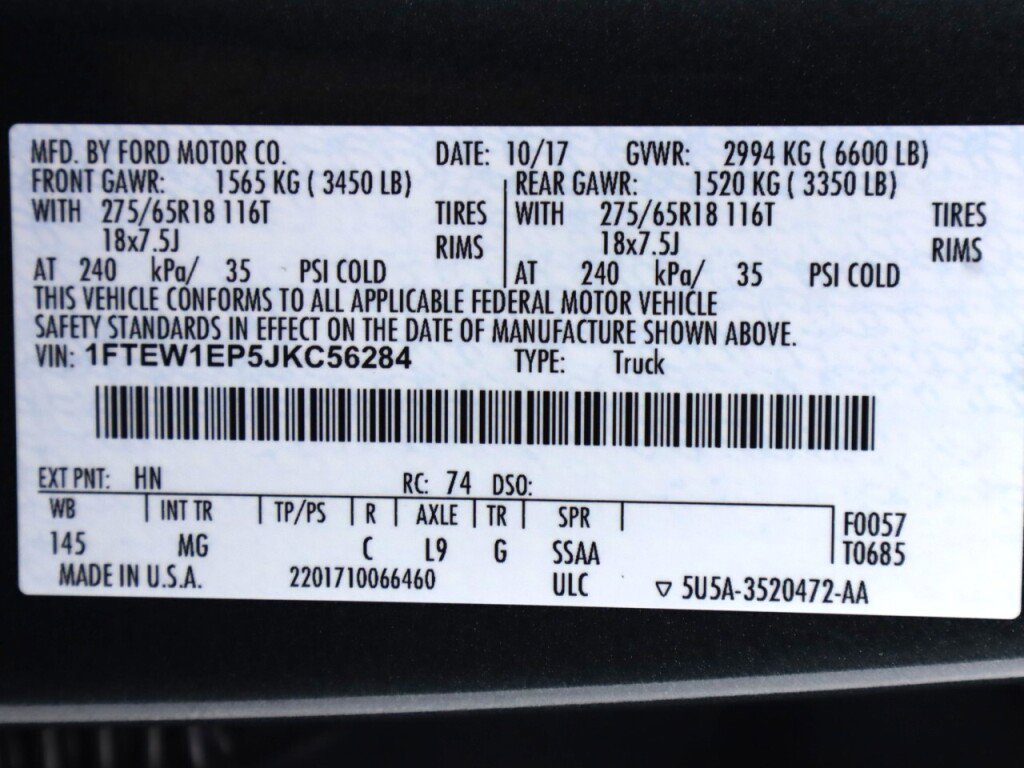 MFD. BY FORD MOTOR CO. DATE: 10/17 GVWR: 2994 KG ( 6600 LB)
FRONT GAWR: 1565 KG ( 3450 LB) REAR GAWR: 1520 KG ( 3350 LB)
WITH 275/65R18 116T TIRES WITH 275/65R18 116T TIRES
18x7.5J RIMS 18x7.5J RIMS
AT 240 kPa/ 35 PSI COLD AT 240 kPa/ 35 PSI COLD
THIS VEHICLE CONFORMS TO ALL APPLICABLE FEDERAL MOTOR VEHICLE
SAFETY STANDARDS IN EFFECT ON THE DATE OF MANUFACTURE SHOWN ABOVE.
VIN: 1FTEW1EP5JKC56284 TYPE: Truck
EXT PNT: HN RC: 74 DSO:
WB INT TR TP/PS R AXLE TR SPR F0057
145 MG C L9 G SSAA T0685
MADE IN U.S.A. 2201710066460 ULC ▽ 5U5A-3520472-AA